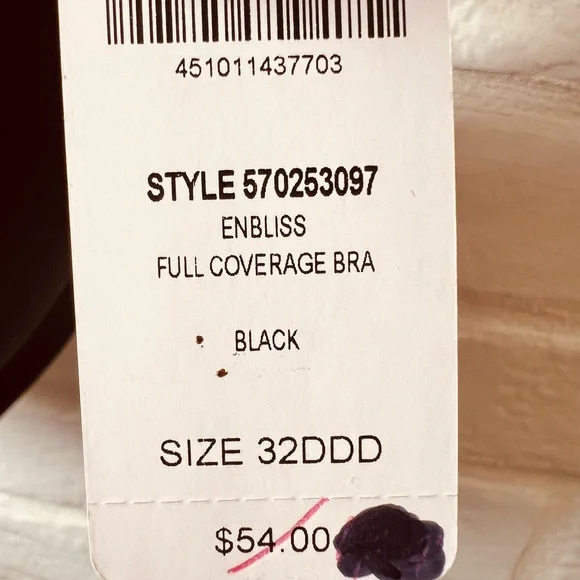 451011437703
STYLE 570253097
ENBLISS
FULL COVERAGE BRA
BLACK
SIZE 32DDD
$54.00